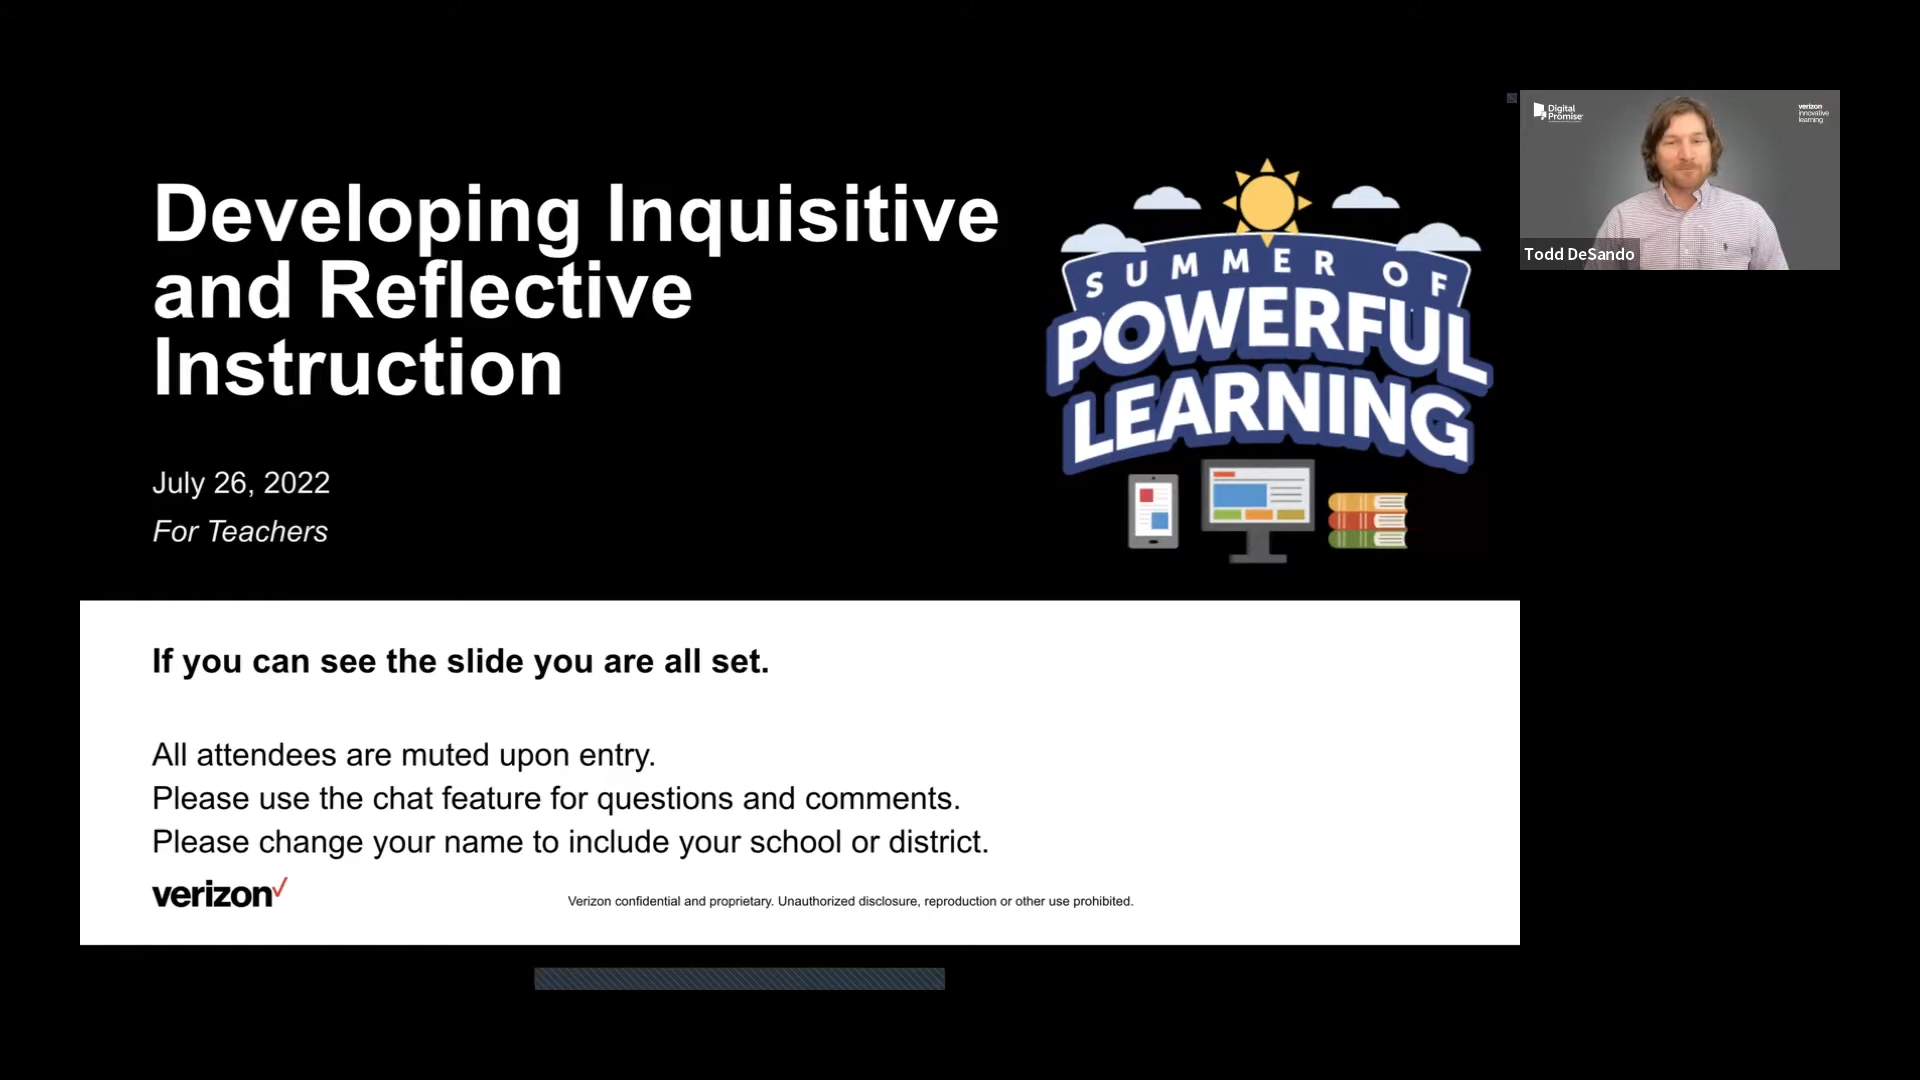 Developing Inquisitive
and Reflective
Instruction
July 26, 2022
For Teachers
SUMMER OF
POWERFUL
LEARNING
Digital
Promise
verizon
innovative
learning
Todd DeSando
If you can see the slide you are all set.
All attendees are muted upon entry.
Please use the chat feature for questions and comments.
Please change your name to include your school or district.
verizon
Verizon confidential and proprietary. Unauthorized disclosure, reproduction or other use prohibited.